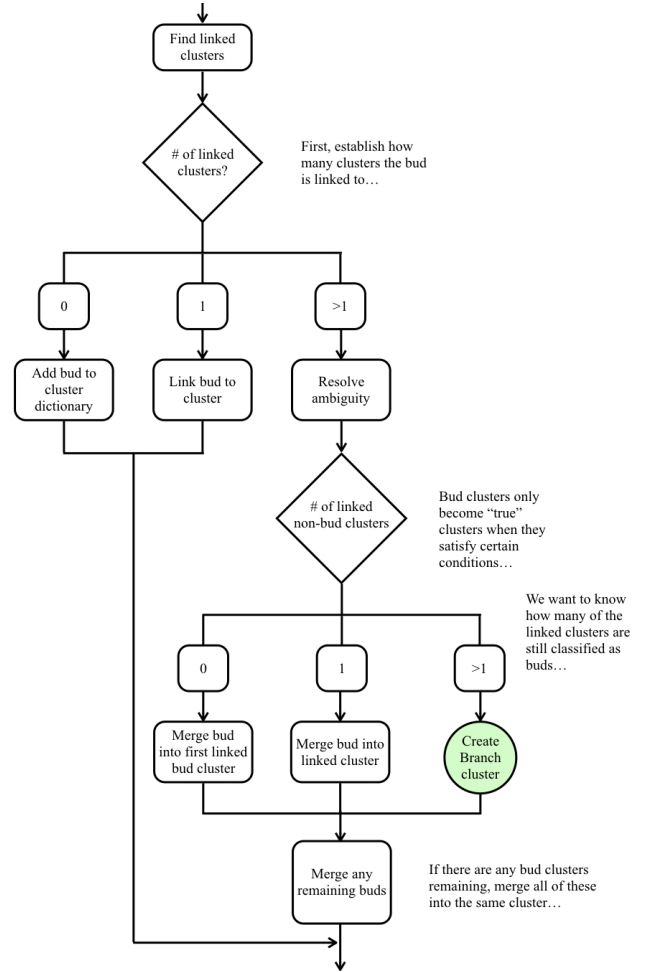 Find linked
clusters
# of linked
clusters?
First, establish how
many clusters the bud
is linked to…
0
1
>1
Add bud to
cluster
dictionary
Link bud to
cluster
Resolve
ambiguity
# of linked
non-bud clusters
Bud clusters only
become “true”
clusters when they
satisfy certain
conditions…
We want to know
how many of the
linked clusters are
still classified as
buds…
0
1
>1
Merge bud
into first linked
bud cluster
Merge bud into
linked cluster
Create
Branch
cluster
Merge any
remaining buds
If there are any bud clusters
remaining, merge all of these
into the same cluster…